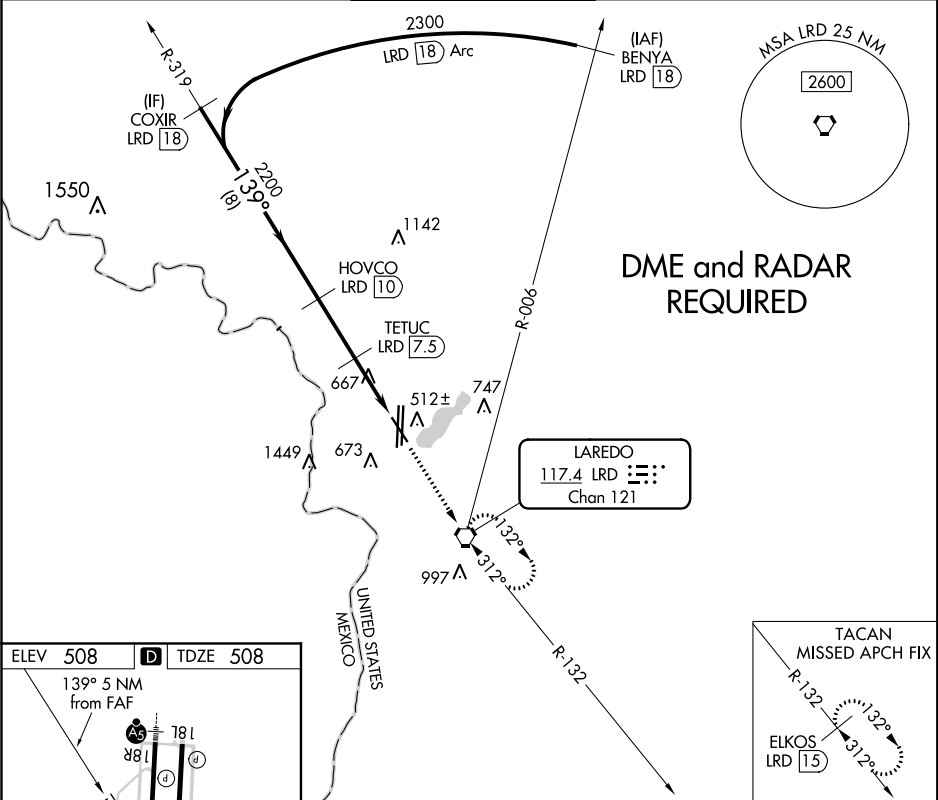 2300
LRD 18 Arc
(IAF)
BENYA
LRD 18
MSA LRD 25 NM
2600
R-319
(IF)
COXIR
LRD 18
2200
139°
(8)
1550
1142
HOVCO
LRD 10
DME and RADAR
REQUIRED
R-006
TETUC
LRD 7.5
667
512±
747
1449
673
LAREDO
117.4 LRD
Chan 121
132°
312°
997
UNITED STATES
MEXICO
R-132
ELEV 508
D
TDZE 508
139° 5 NM
from FAF
A5
18R
18L
P
P
TACAN
MISSED APCH FIX
R-132
132°
312°
ELKOS
LRD 15